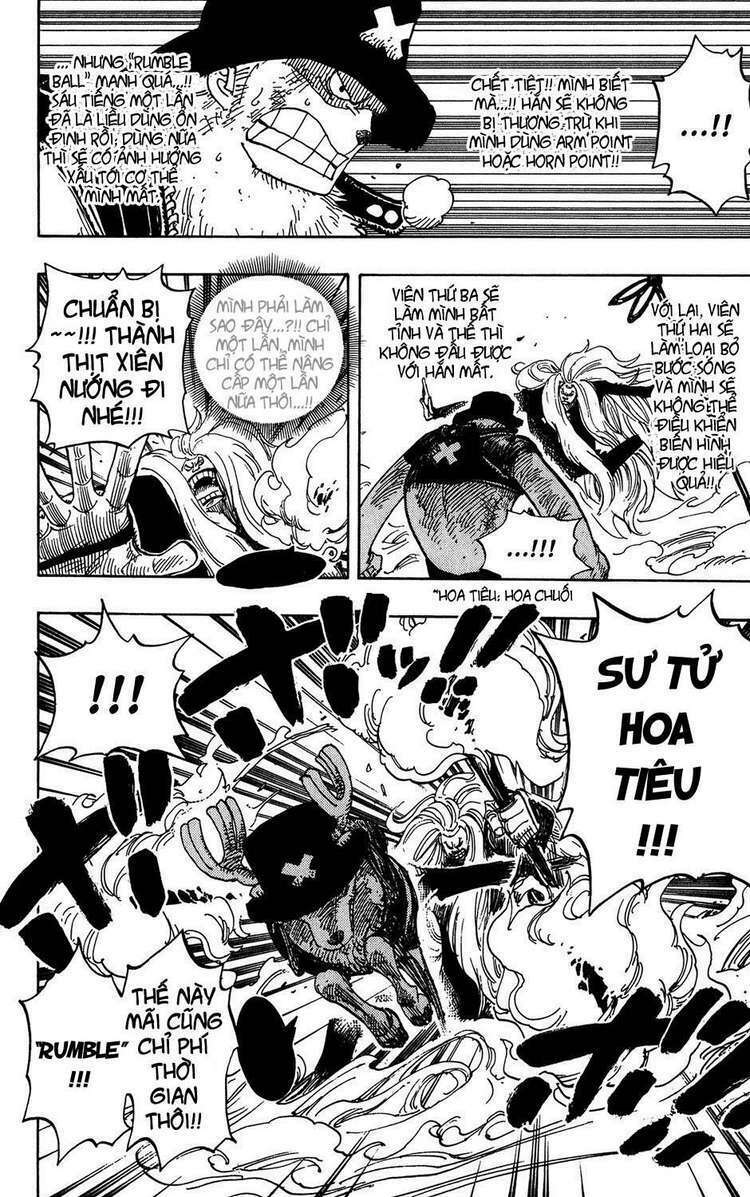 ...!!
CHẾT TIỆT!! MÌNH BIẾT
MÀ...!! HẮN SẼ KHÔNG
BỊ THƯƠNG TRỪ KHI
MÌNH DÙNG ARM POINT
HOẶC HORN POINT!!
... NHƯNG "RUMBLE
BALL" MẠNH QUÁ...!!
SÁU TIẾNG MỘT LẦN
ĐÃ LÀ LIỀU DÙNG ỔN
ĐỊNH RỒI; DÙNG NỮA
THÌ SẼ CÓ ẢNH HƯỞNG
XẤU TỚI CƠ THỂ
MÌNH MẤT.
VỚI LẠI, VIÊN
THỨ HAI SẼ
LÀM LOẠI BỎ
BƯỚC SÓNG
VÀ MÌNH SẼ
KHÔNG THỂ
ĐIỀU KHIỂN
BIẾN HÌNH
ĐƯỢC HIỆU
QUẢ!!
VIÊN THỨ BA SẼ
LÀM MÌNH BẤT
TỈNH VÀ THẾ THÌ
KHÔNG ĐẤU ĐƯỢC
VỚI HẮN MẤT.
...!!!
MÌNH PHẢI LÀM
SAO ĐÂY...?!! CHỈ
MỘT LẦN, MÌNH
CHỈ CÓ THỂ NÂNG
CẤP MỘT LẦN
NỮA THÔI...!!
CHUẨN BỊ
~~!!! THÀNH
THỊT XIÊN
NƯỚNG ĐI
NHÉ!!!
*HOA TIÊU: HOA CHUỐI
SƯ TỬ
HOA
TIÊU
!!!
!!!
THẾ NÀY
MÃI CŨNG
CHỈ PHÍ
THỜI
GIAN
THÔI!!
"RUMBLE"
!!!